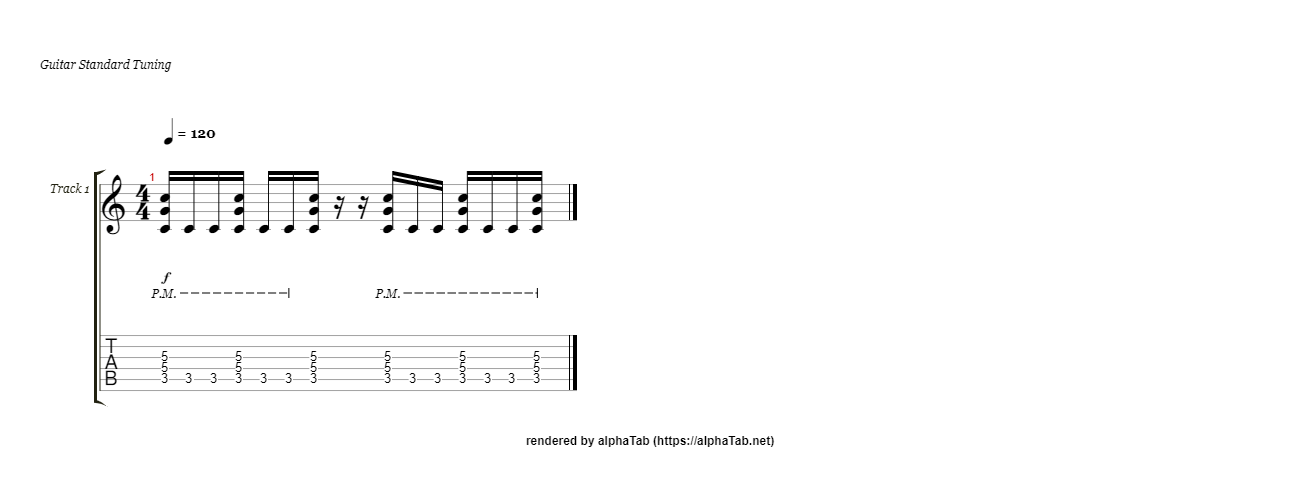 Guitar Standard Tuning
= 120
Track 1
1
4
4
f
P.M. P.M.
T
A
B
5 5 5 5 5 5
5 5 5 5 5 5
3 3 3 3 3 3 3 3 3 3 3 3 3 3
rendered by alphaTab (https://alphaTab.net)